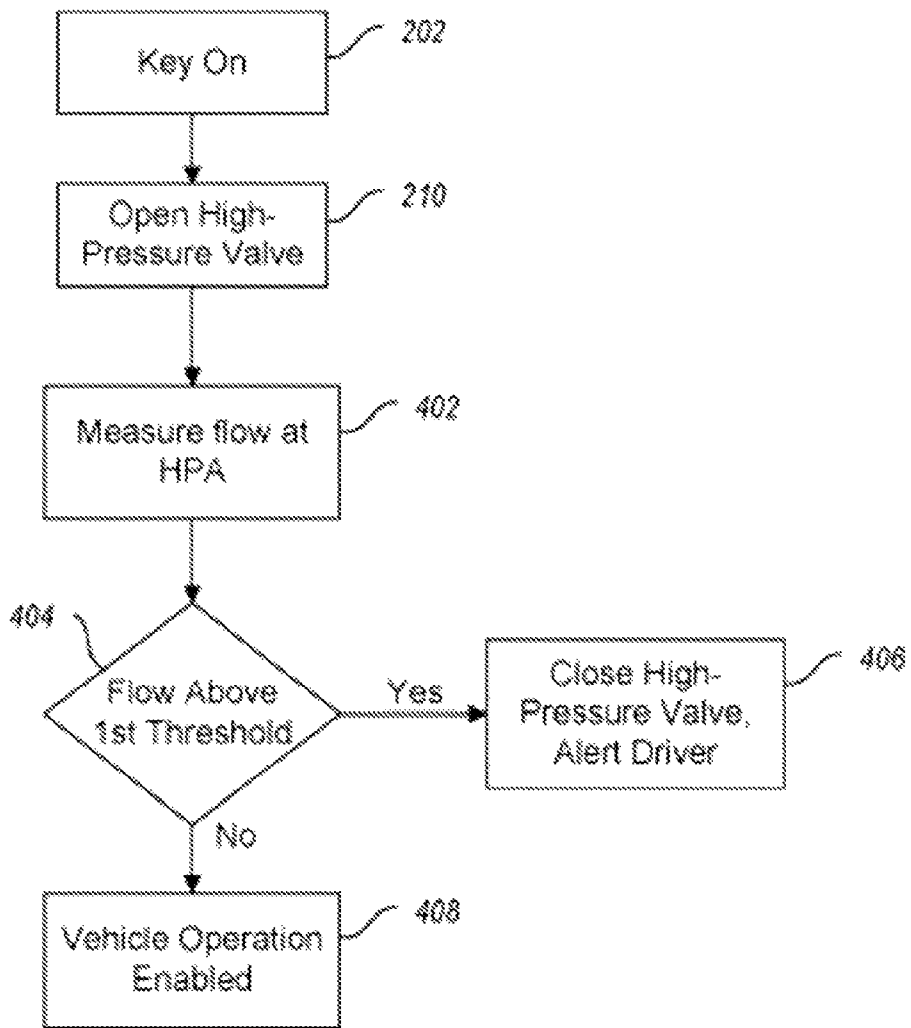 Key On
202
Open High-
Pressure Valve
210
Measure flow at
HPA
402
404
Flow Above
1st Threshold
Yes
Close High-
Pressure Valve,
Alert Driver
406
No
Vehicle Operation
Enabled
408